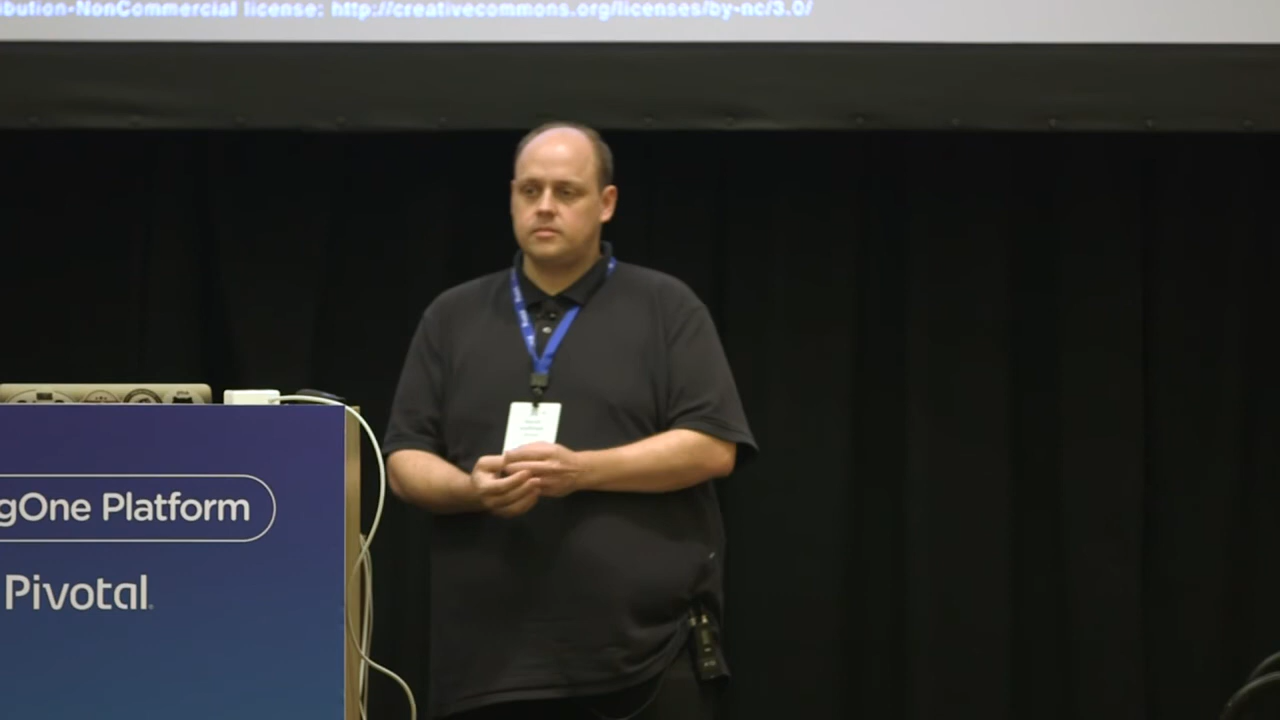 ibution-NonCommercial license: http://creativecommons.org/licenses/by-nc/3.0/
gOne Platform
Pivotal